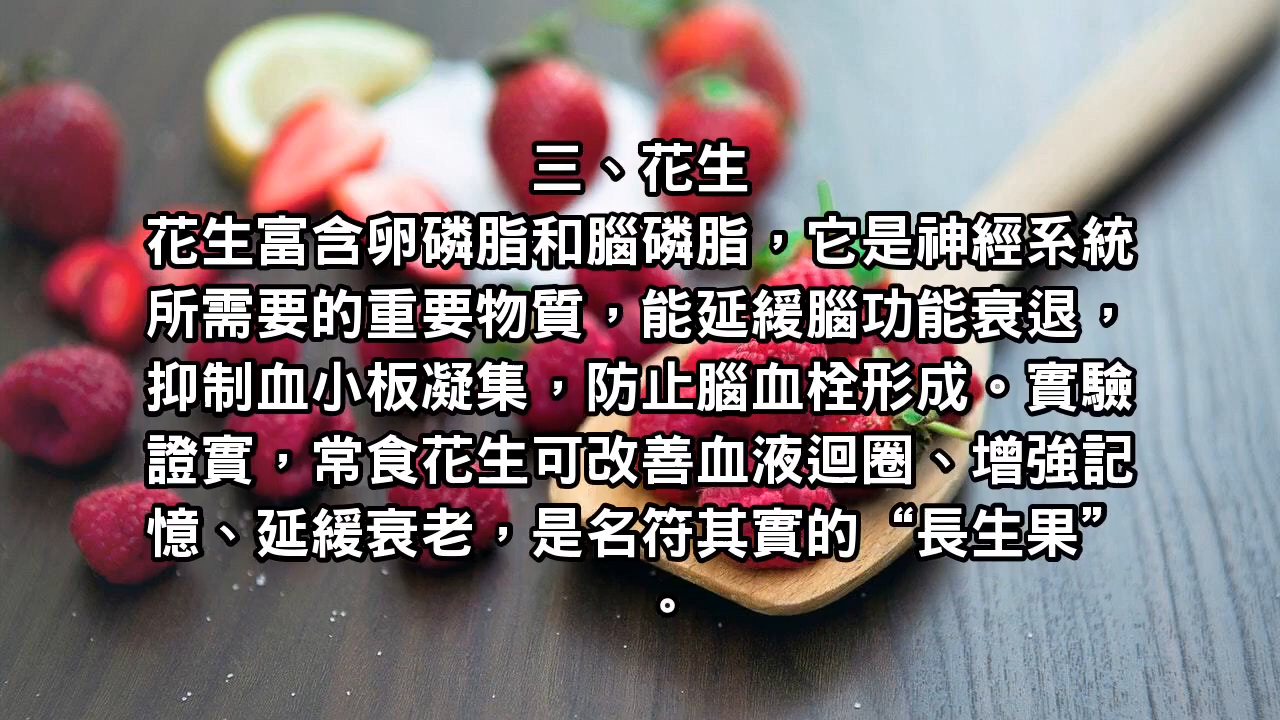 三、花生
花生富含卵磷脂和腦磷脂，它是神經系統
所需要的重要物質，能延緩腦功能衰退，
抑制血小板凝集，防止腦血栓形成。實驗
證實，常食花生可改善血液迴圈、增強記
憶、延緩衰老，是名符其實的“長生果”
。